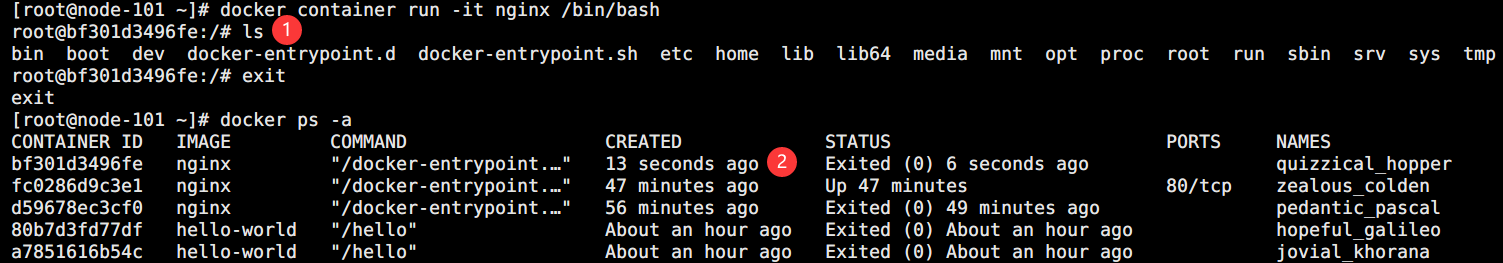 [root@node-101 ~]# docker container run -it nginx /bin/bash
root@bf301d3496fe:/# ls 1
bin boot dev docker-entrypoint.d docker-entrypoint.sh etc home lib lib64 media mnt opt proc root run sbin srv sys tmp
root@bf301d3496fe:/# exit
exit
[root@node-101 ~]# docker ps -a
CONTAINER ID IMAGE COMMAND CREATED STATUS PORTS NAMES
bf301d3496fe nginx "/docker-entrypoint.…" 13 seconds ago 2 Exited (0) 6 seconds ago quizzical_hopper
fc0286d9c3e1 nginx "/docker-entrypoint.…" 47 minutes ago Up 47 minutes 80/tcp zealous_colden
d59678ec3cf0 nginx "/docker-entrypoint.…" 56 minutes ago Exited (0) 49 minutes ago pedantic_pascal
80b7d3fd77df hello-world "/hello" About an hour ago Exited (0) About an hour ago hopeful_galileo
a7851616b54c hello-world "/hello" About an hour ago Exited (0) About an hour ago jovial_khorana